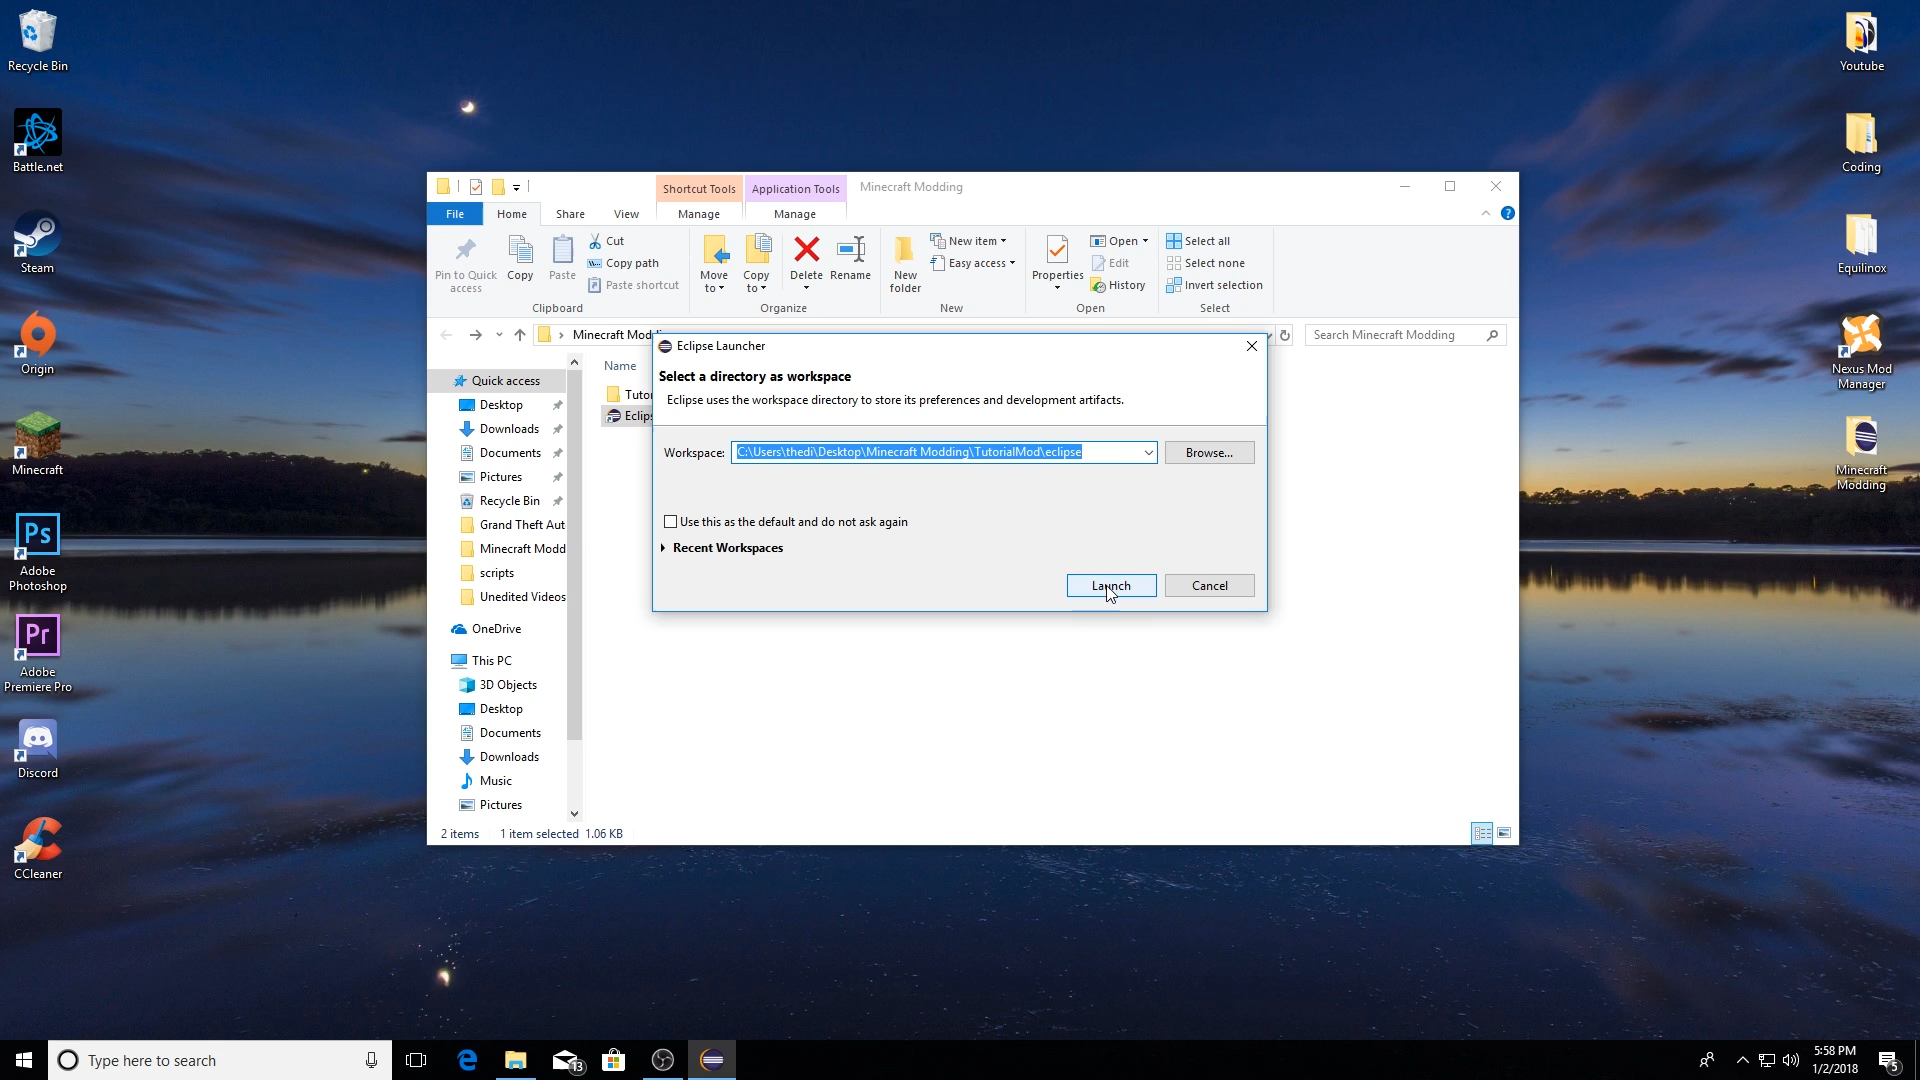 Recycle Bin
Battle.net
Steam
Origin
Minecraft
Ps
Adobe
Photoshop
Pr
Adobe
Premiere Pro
Discord
CCleaner
Youtube
Coding
Equilinox
Nexus Mod
Manager
Minecraft
Modding
Shortcut Tools
Application Tools
Minecraft Modding
File
Home
Share
View
Manage
Manage
Pin to Quick
access
Copy
Paste
Cut
Copy path
Paste shortcut
Clipboard
Move
to
Copy
to
Delete
Rename
Organize
New
folder
New item
Easy access
New
Properties
Open
Edit
History
Open
Select all
Select none
Invert selection
Select
Minecraft Mod
Search Minecraft Modding
Name
Tutor
Eclips
Quick access
Desktop
Downloads
Documents
Pictures
Recycle Bin
Grand Theft Aut
Minecraft Modd
scripts
Unedited Videos
OneDrive
This PC
3D Objects
Desktop
Documents
Downloads
Music
Pictures
2 items 1 item selected 1.06 KB
Eclipse Launcher
Select a directory as workspace
Eclipse uses the workspace directory to store its preferences and development artifacts.
Workspace: C:\Users\thedi\Desktop\Minecraft Modding\TutorialMod\eclipse Browse...
Use this as the default and do not ask again
Recent Workspaces
Launch Cancel
Type here to search
13
5:58 PM
1/2/2018
5